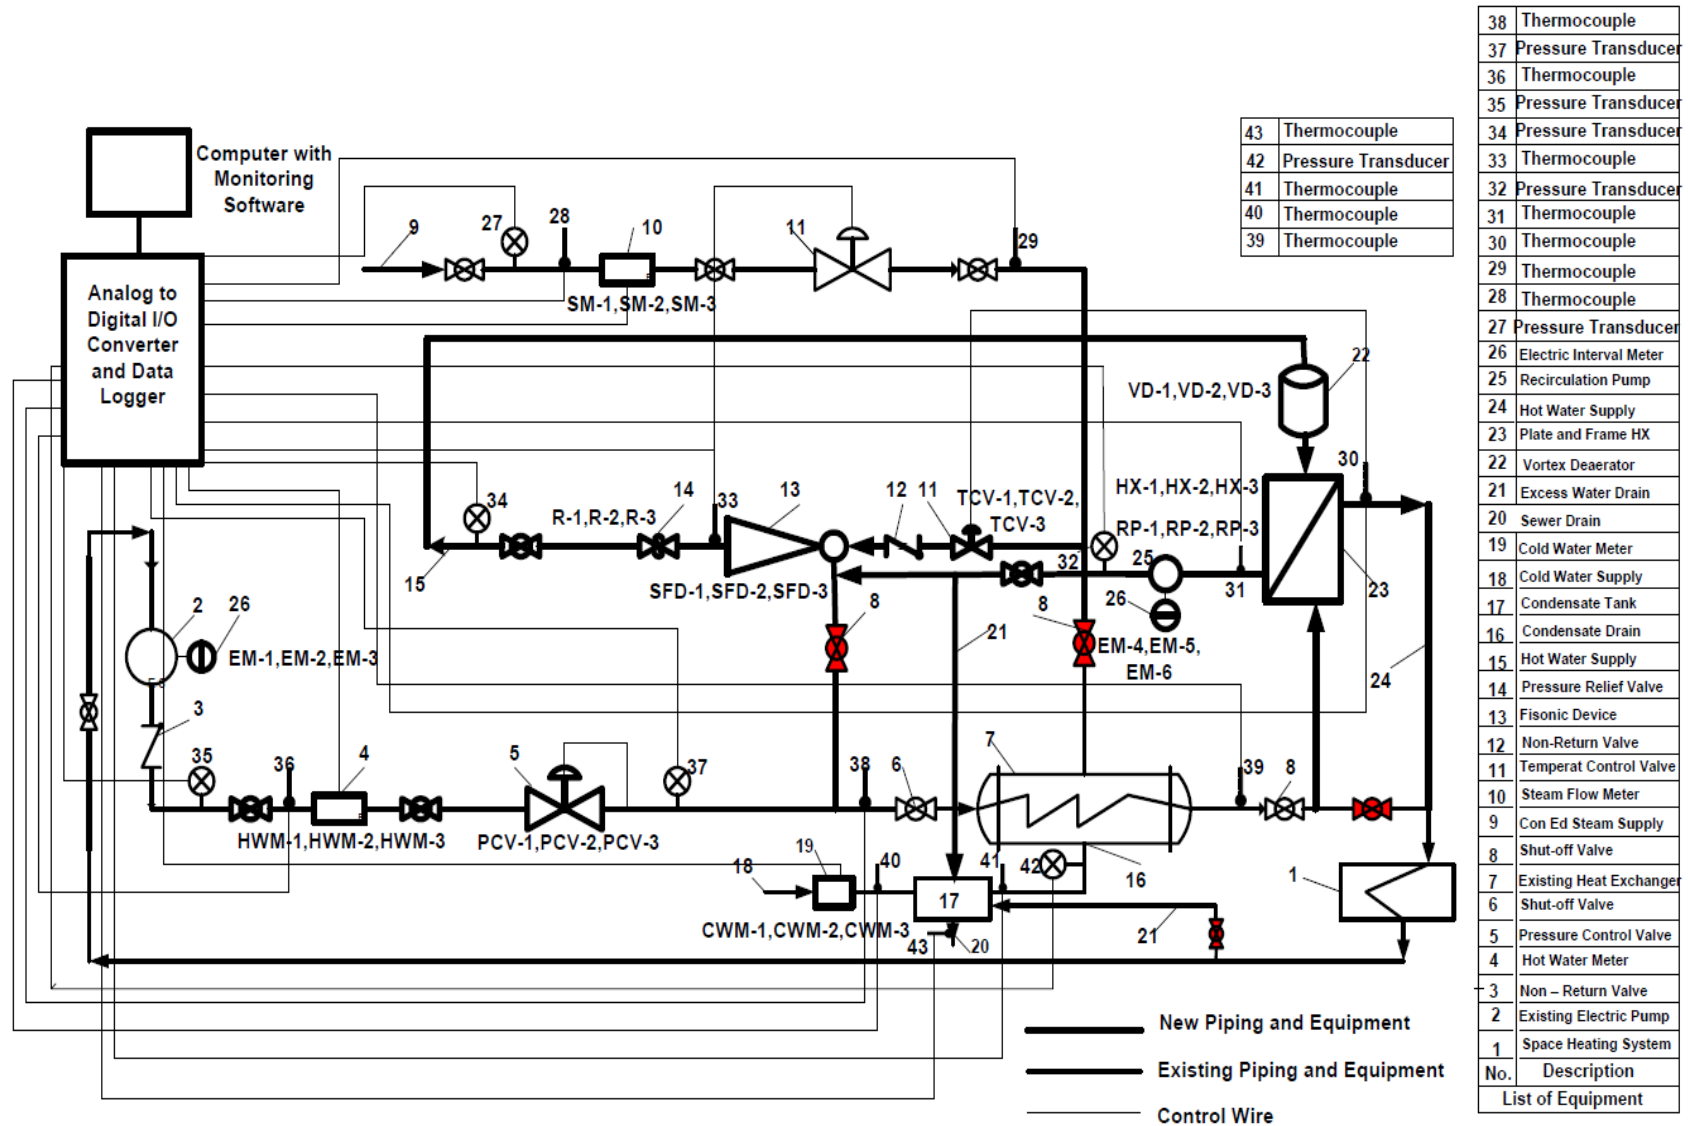 Computer with
Monitoring
Software
Analog to
Digital I/O
Converter
and Data
Logger
9
27
28
10
11
29
SM-1,SM-2,SM-3
22
VD-1,VD-2,VD-3
30
34
R-1,R-2,R-3
14
33
13
12
11
TCV-1,TCV-2,
TCV-3
HX-1,HX-2,HX-3
RP-1,RP-2,RP-3
32
25
15
SFD-1,SFD-2,SFD-3
8
8
26
31
23
2
26
EM-1,EM-2,EM-3
21
EM-4,EM-5,
EM-6
24
3
35
36
4
5
37
38
6
7
39
8
HWM-1,HWM-2,HWM-3
PCV-1,PCV-2,PCV-3
19
18
40
41
42
16
1
17
CWM-1,CWM-2,CWM-3
43
20
21
New Piping and Equipment
Existing Piping and Equipment
Control Wire
43 Thermocouple
42 Pressure Transducer
41 Thermocouple
40 Thermocouple
39 Thermocouple
38 Thermocouple
37 Pressure Transducer
36 Thermocouple
35 Pressure Transducer
34 Pressure Transducer
33 Thermocouple
32 Pressure Transducer
31 Thermocouple
30 Thermocouple
29 Thermocouple
28 Thermocouple
27 Pressure Transducer
26 Electric Interval Meter
25 Recirculation Pump
24 Hot Water Supply
23 Plate and Frame HX
22 Vortex Deaerator
21 Excess Water Drain
20 Sewer Drain
19 Cold Water Meter
18 Cold Water Supply
17 Condensate Tank
16 Condensate Drain
15 Hot Water Supply
14 Pressure Relief Valve
13 Fisonic Device
12 Non-Return Valve
11 Temperat Control Valve
10 Steam Flow Meter
9 Con Ed Steam Supply
8 Shut-off Valve
7 Existing Heat Exchanger
6 Shut-off Valve
5 Pressure Control Valve
4 Hot Water Meter
3 Non – Return Valve
2 Existing Electric Pump
1 Space Heating System
No. Description
List of Equipment